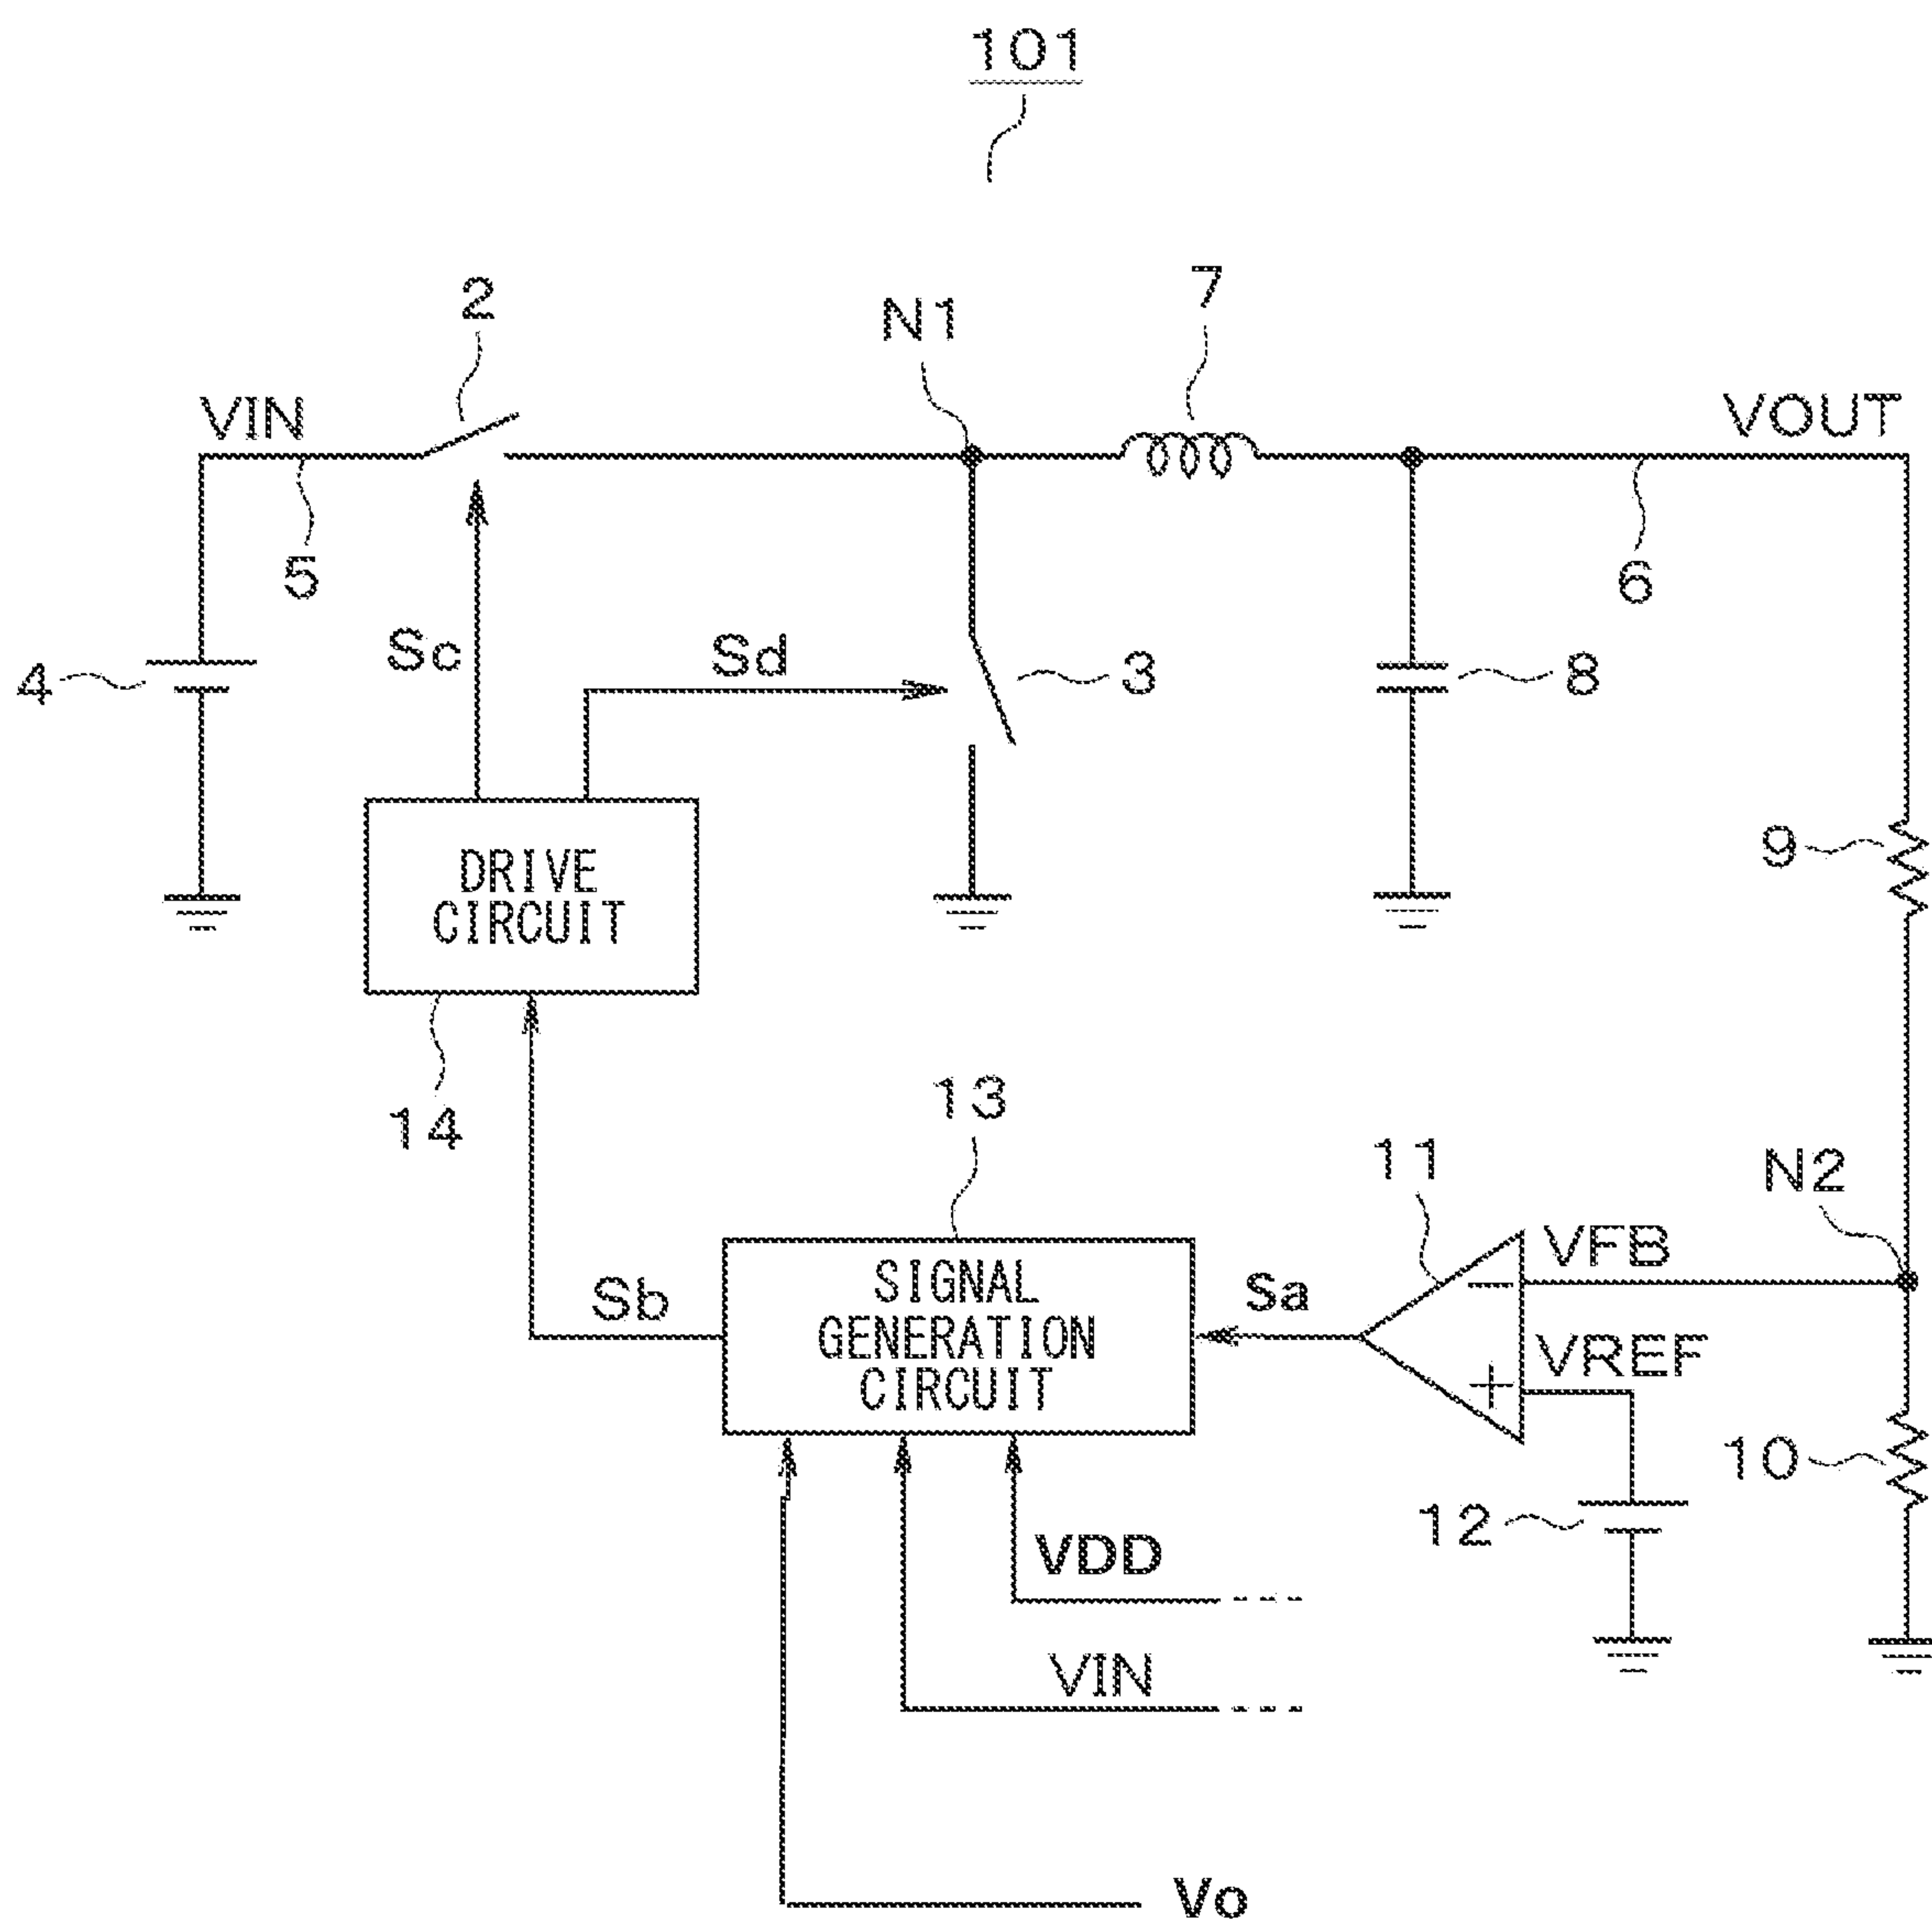 101
2
N1
7
VIN
VOUT
5
6
Sc
Sd
4
3
8
DRIVE
CIRCUIT
9
14
13
11
N2
VFB
Sb
SIGNAL
GENERATION
CIRCUIT
Sa
VREF
10
12
VDD
VIN
Vo